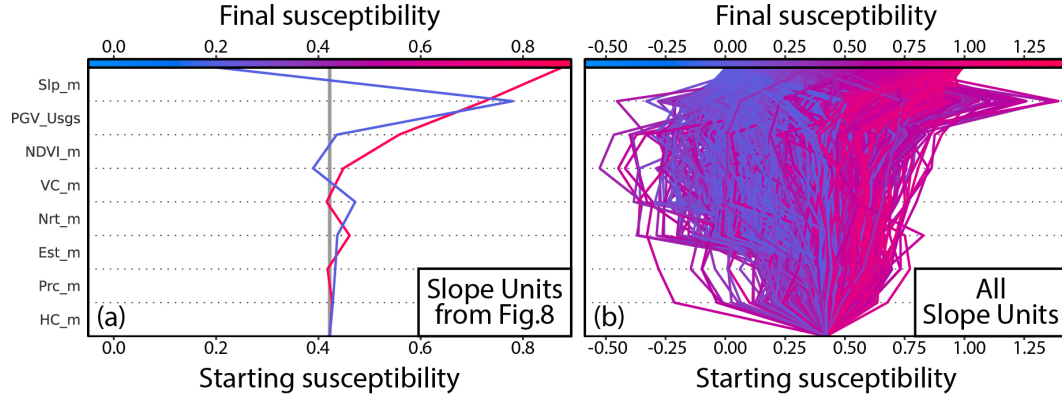 Final susceptibility
Final susceptibility
0.0 0.2 0.4 0.6 0.8
-0.50 -0.25 0.00 0.25 0.50 0.75 1.00 1.25
Slp_m
PGV_Usgs
NDVI_m
VC_m
Nrt_m
Est_m
Prc_m
HC_m
(a)
Slope Units
from Fig.8
(b)
All
Slope Units
0.0 0.2 0.4 0.6 0.8
-0.50 -0.25 0.00 0.25 0.50 0.75 1.00 1.25
Starting susceptibility
Starting susceptibility